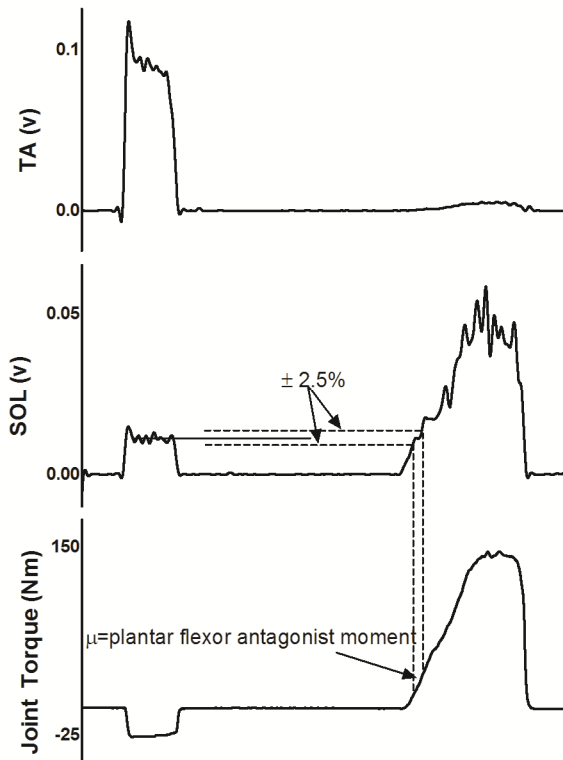 TA (v)
0.1
0.0
SOL (v)
0.05
0.00
± 2.5%
Joint Torque (Nm)
150
-25
μ=plantar flexor antagonist moment